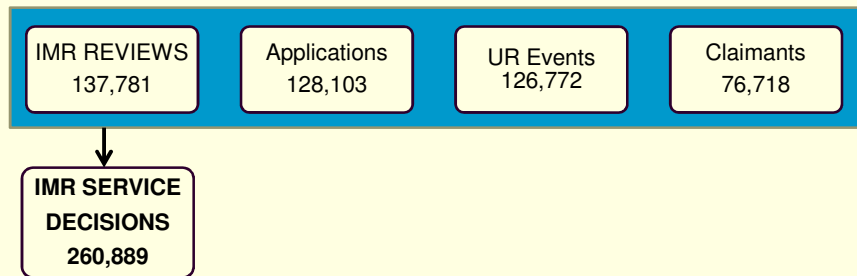 IMR REVIEWS
137,781
Applications
128,103
UR Events
126,772
Claimants
76,718
IMR SERVICE
DECISIONS
260,889